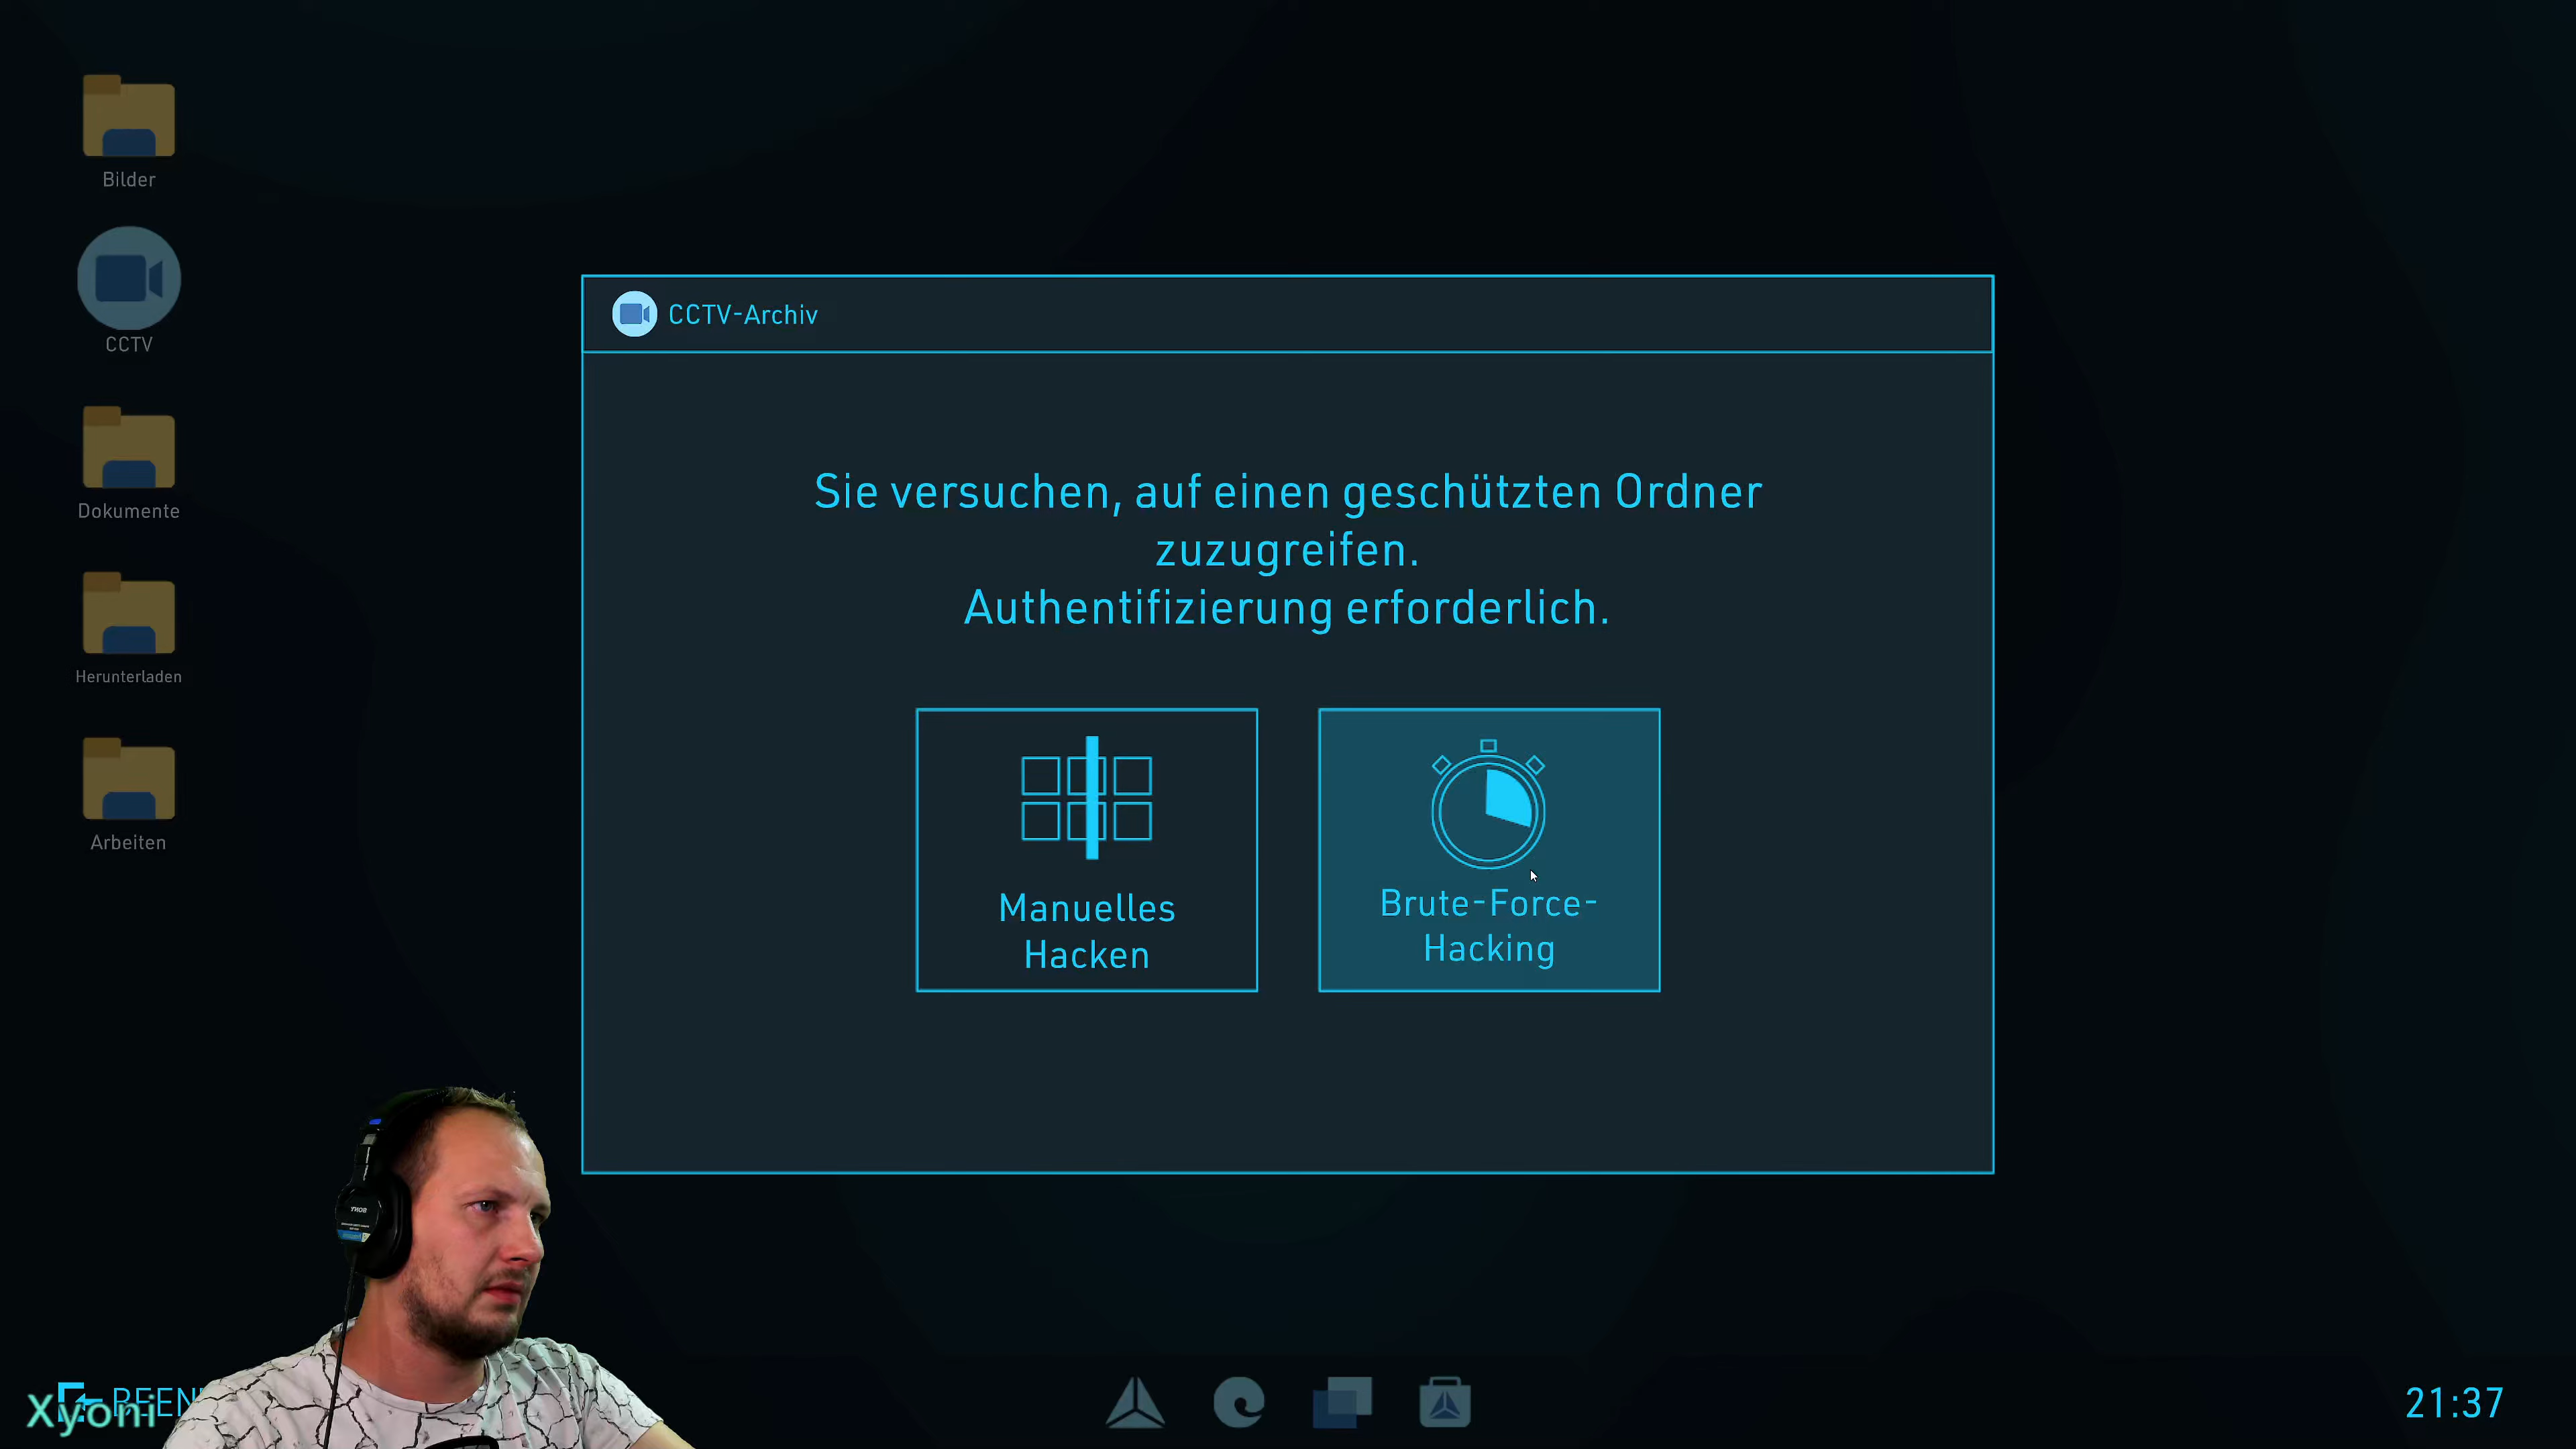 Bilder
CCTV
Dokumente
Herunterladen
Arbeiten
CCTV-Archiv
Sie versuchen, auf einen geschützten Ordner
zuzugreifen.
Authentifizierung erforderlich.
Manuelles
Hacken
Brute-Force-
Hacking
Xyoni
21:37